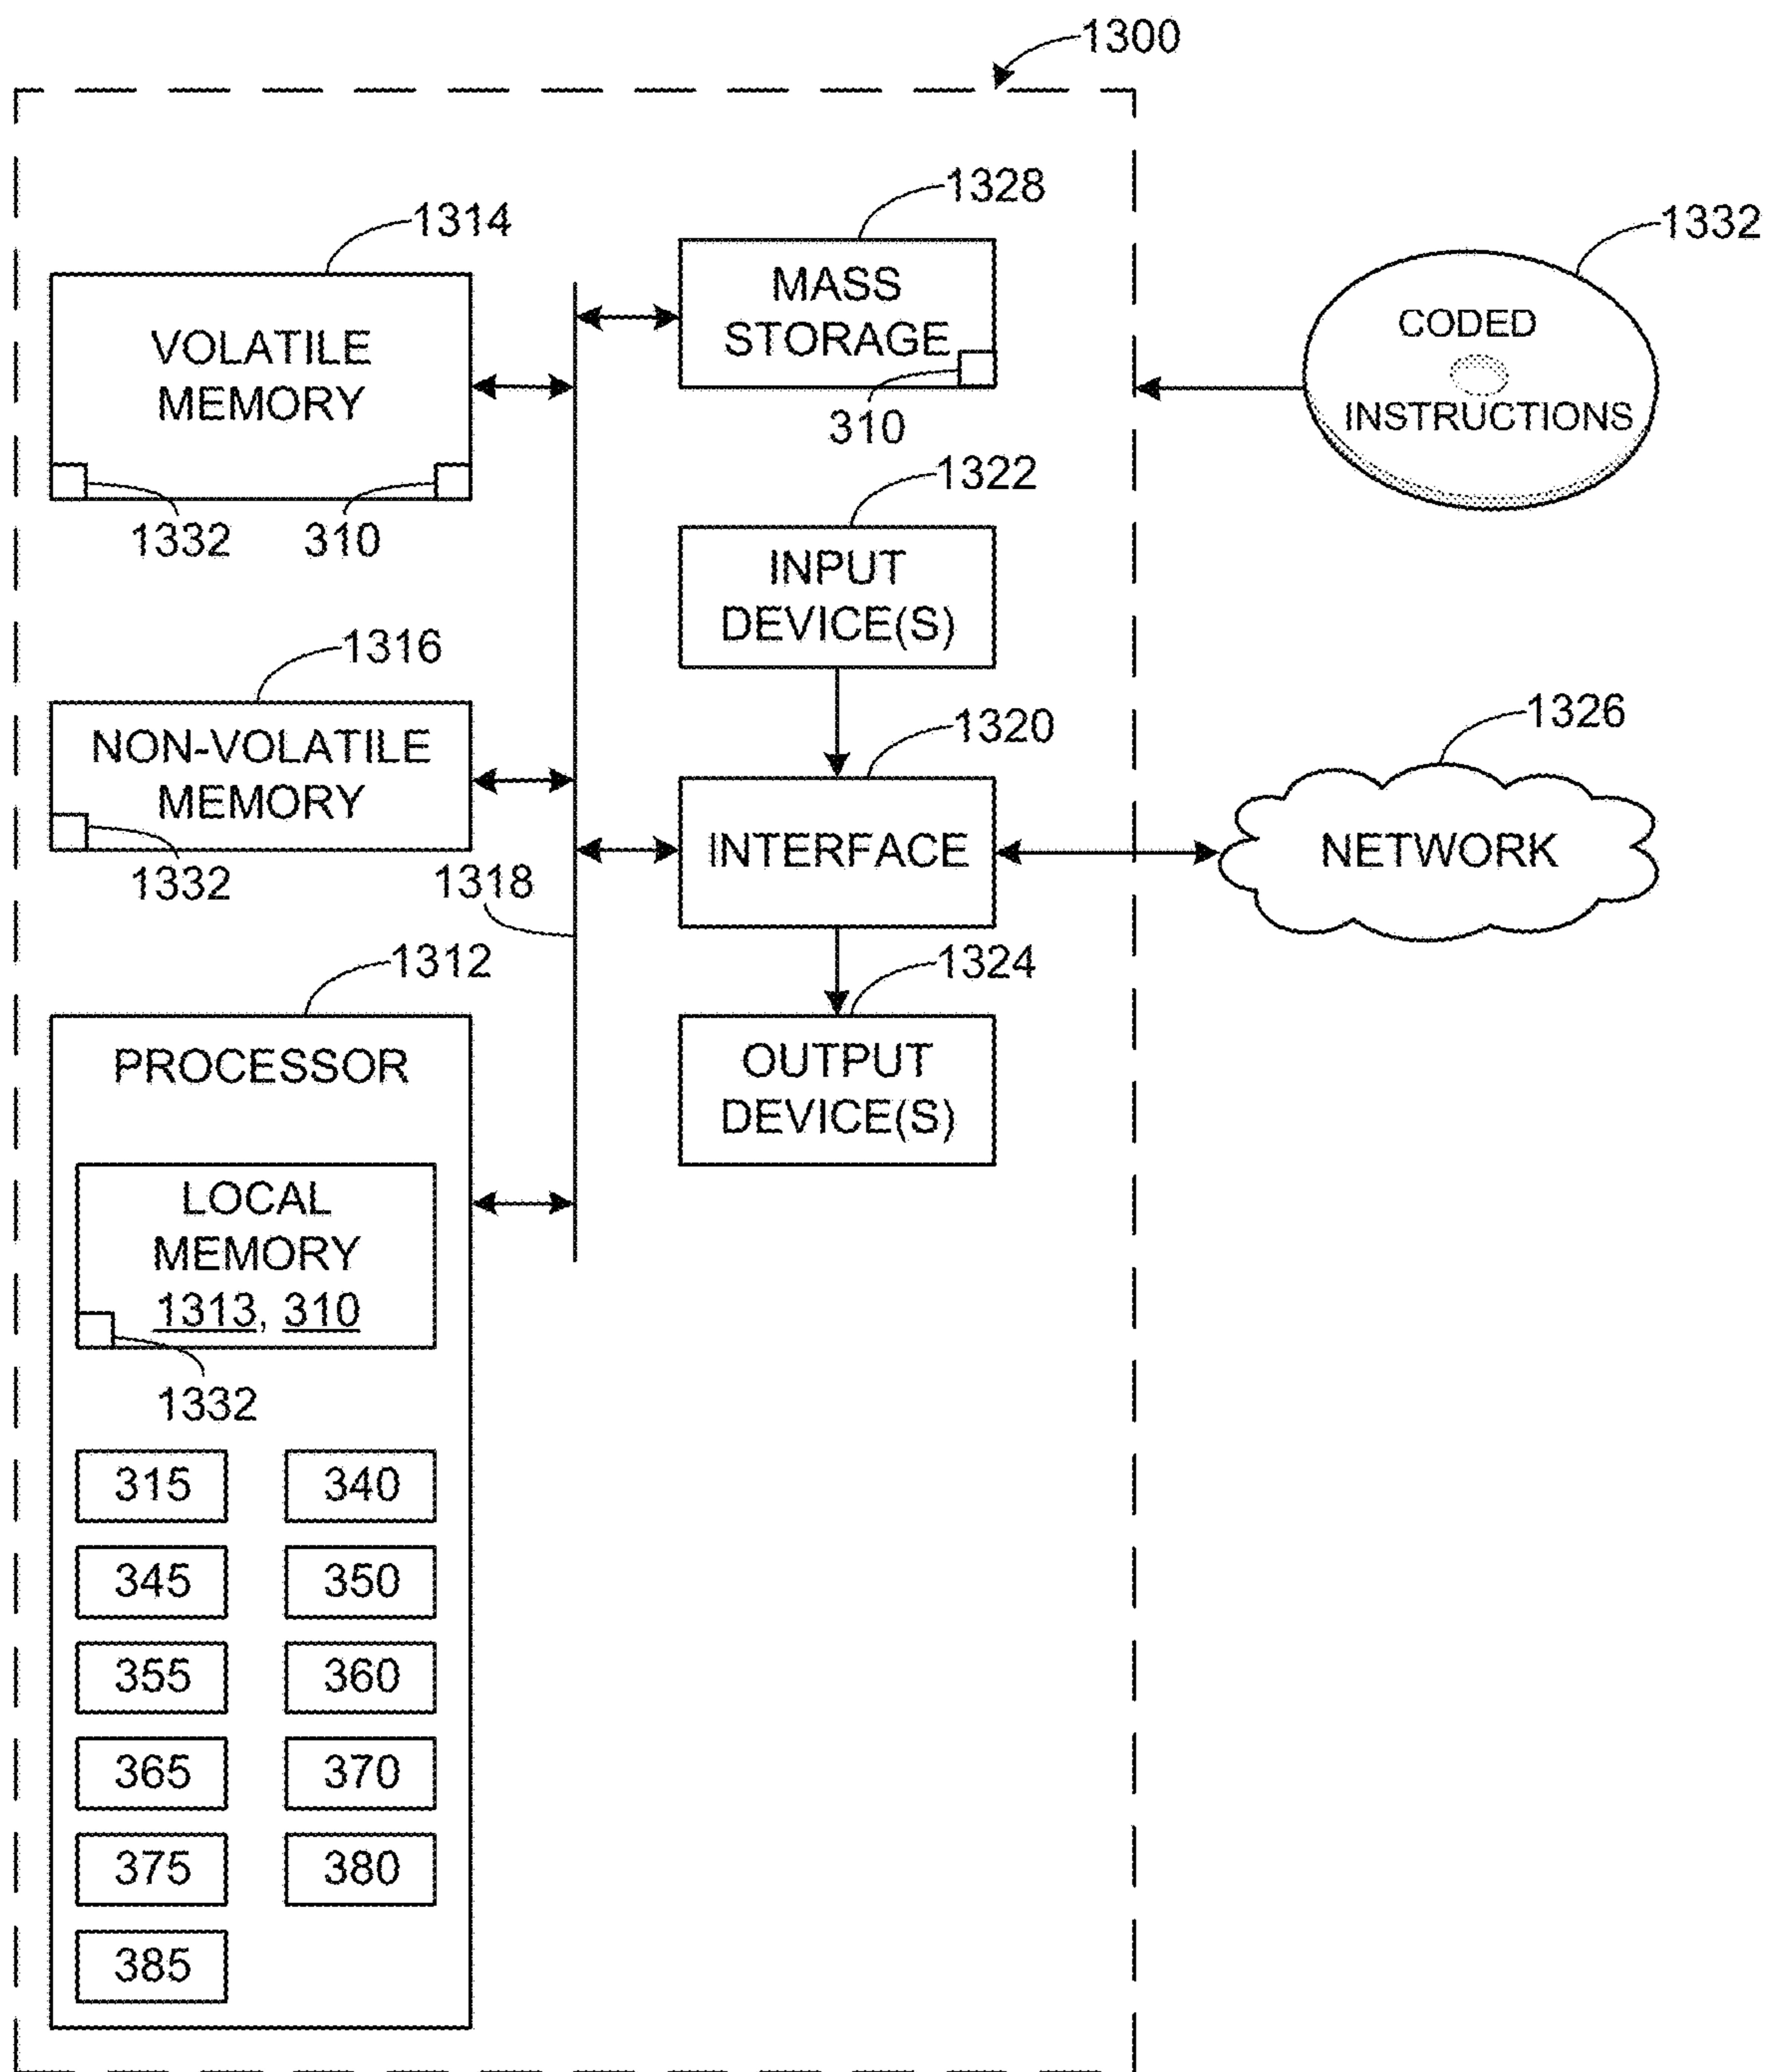 1300
1328
1314
1332
MASS
STORAGE
VOLATILE
MEMORY
CODED
INSTRUCTIONS
310
1332
310
1322
INPUT
DEVICE(S)
1316
NON-VOLATILE
MEMORY
1332
1320
1326
INTERFACE
NETWORK
1318
1312
1324
PROCESSOR
OUTPUT
DEVICE(S)
LOCAL
MEMORY
1313, 310
1332
315
340
345
350
355
360
365
370
375
380
385